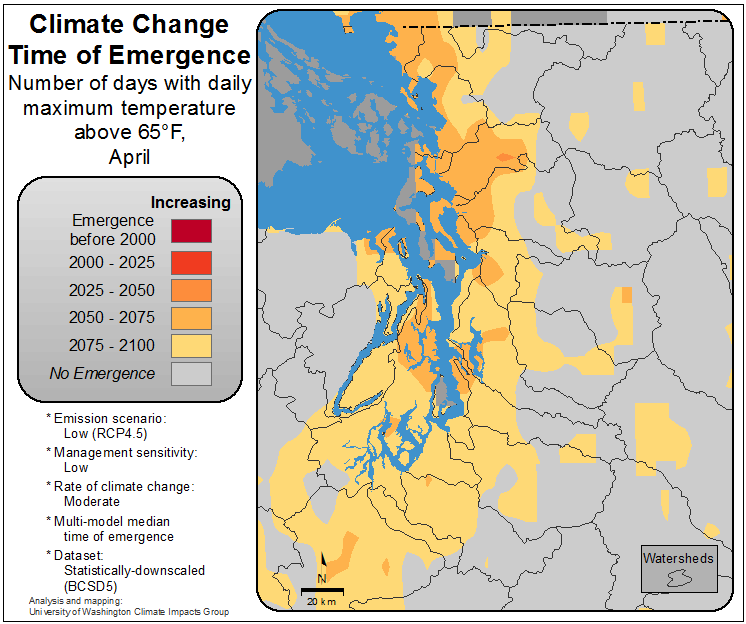 Climate Change
Time of Emergence
Number of days with daily
maximum temperature
above 65°F,
April
Increasing
Emergence
before 2000
2000 - 2025
2025 - 2050
2050 - 2075
2075 - 2100
No Emergence
* Emission scenario:
Low (RCP4.5)
* Management sensitivity:
Low
* Rate of climate change:
Moderate
* Multi-model median
time of emergence
* Dataset:
Statistically-downscaled
(BCSD5)
Analysis and mapping:
University of Washington Climate Impacts Group
N
20 km
Watersheds